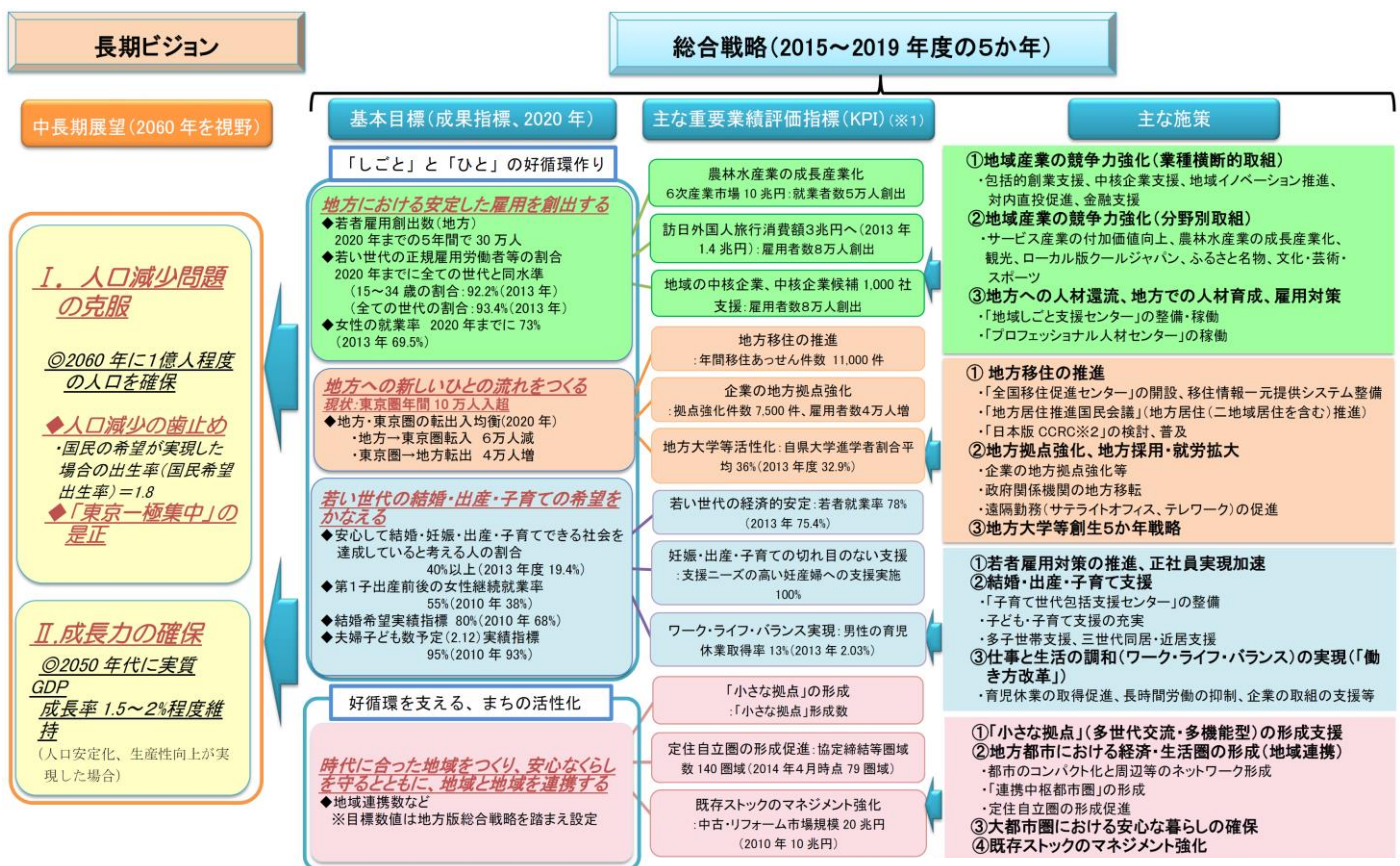 長期ビジョン
総合戦略(2015～2019 年度の5か年)
中長期展望(2060 年を視野)
基本目標(成果指標、2020 年)
主な重要業績評価指標(KPI)(※1)
主な施策
Ⅰ. 人口減少問題
の克服
◎2060 年に1億人程度
の人口を確保
◆人口減少の歯止め
・国民の希望が実現した
場合の出生率(国民希望
出生率)=1.8
◆「東京一極集中」の
是正
Ⅱ.成長力の確保
◎2050 年代に実質
GDP
成長率 1.5～2%程度維
持
(人口安定化、生産性向上が実
現した場合)
「しごと」と「ひと」の好循環作り
地方における安定した雇用を創出する
◆若者雇用創出数(地方)
2020 年までの5年間で 30 万人
◆若い世代の正規雇用労働者等の割合
2020 年までに全ての世代と同水準
(15～34 歳の割合:92.2%(2013 年)
(全ての世代の割合:93.4%(2013 年)
◆女性の就業率 2020 年までに 73%
(2013 年 69.5%)
地方への新しいひとの流れをつくる
現状:東京圏年間 10 万人入超
◆地方・東京圏の転出入均衡(2020 年)
・地方→東京圏転入 6万人減
・東京圏→地方転出 4万人増
若い世代の結婚・出産・子育ての希望を
かなえる
◆安心して結婚・妊娠・出産・子育てできる社会を
達成していると考える人の割合
40%以上(2013 年度 19.4%)
◆第1子出産前後の女性継続就業率
55%(2010 年 38%)
◆結婚希望実績指標 80%(2010 年 68%)
◆夫婦子ども数予定(2.12)実績指標
95%(2010 年 93%)
好循環を支える、まちの活性化
時代に合った地域をつくり、安心なくらし
を守るとともに、地域と地域を連携する
◆地域連携数など
※目標数値は地方版総合戦略を踏まえ設定
農林水産業の成長産業化
6次産業市場 10 兆円:就業者数5万人創出
訪日外国人旅行消費額3兆円へ(2013 年
1.4 兆円):雇用者数8万人創出
地域の中核企業、中核企業候補 1,000 社
支援:雇用者数8万人創出
地方移住の推進
:年間移住あっせん件数 11,000 件
企業の地方拠点強化
:拠点強化件数 7,500 件、雇用者数4万人増
地方大学等活性化:自県大学進学者割合平
均 36%(2013 年度 32.9%)
若い世代の経済的安定:若者就業率 78%
(2013 年 75.4%)
妊娠・出産・子育ての切れ目のない支援
:支援ニーズの高い妊産婦への支援実施
100%
ワーク・ライフ・バランス実現:男性の育児
休業取得率 13%(2013 年 2.03%)
「小さな拠点」の形成
:「小さな拠点」形成数
定住自立圏の形成促進:協定締結等圏域
数 140 圏域(2014 年4月時点 79 圏域)
既存ストックのマネジメント強化
:中古・リフォーム市場規模 20 兆円
(2010 年 10 兆円)
①地域産業の競争力強化(業種横断的取組)
・包括的創業支援、中核企業支援、地域イノベーション推進、
対内直投促進、金融支援
②地域産業の競争力強化(分野別取組)
・サービス産業の付加価値向上、農林水産業の成長産業化、
観光、ローカル版クールジャパン、ふるさと名物、文化・芸術・
スポーツ
③地方への人材還流、地方での人材育成、雇用対策
・「地域しごと支援センター」の整備・稼働
・「プロフェッショナル人材センター」の稼働
① 地方移住の推進
・「全国移住促進センター」の開設、移住情報一元提供システム整備
・「地方居住推進国民会議」(地方居住(二地域居住を含む)推進)
・「日本版 CCRC※2」の検討、普及
②地方拠点強化、地方採用・就労拡大
・企業の地方拠点強化等
・政府関係機関の地方移転
・遠隔勤務(サテライトオフィス、テレワーク)の促進
③地方大学等創生5か年戦略
①若者雇用対策の推進、正社員実現加速
②結婚・出産・子育て支援
・「子育て世代包括支援センター」の整備
・子ども・子育て支援の充実
・多子世帯支援、三世代同居・近居支援
③仕事と生活の調和(ワーク・ライフ・バランス)の実現(「働
き方改革」)
・育児休業の取得促進、長時間労働の抑制、企業の取組の支援等
①「小さな拠点」(多世代交流・多機能型)の形成支援
②地方都市における経済・生活圏の形成(地域連携)
・都市のコンパクト化と周辺等のネットワーク形成
・「連携中枢都市圏」の形成
・定住自立圏の形成促進
③大都市圏における安心な暮らしの確保
④既存ストックのマネジメント強化